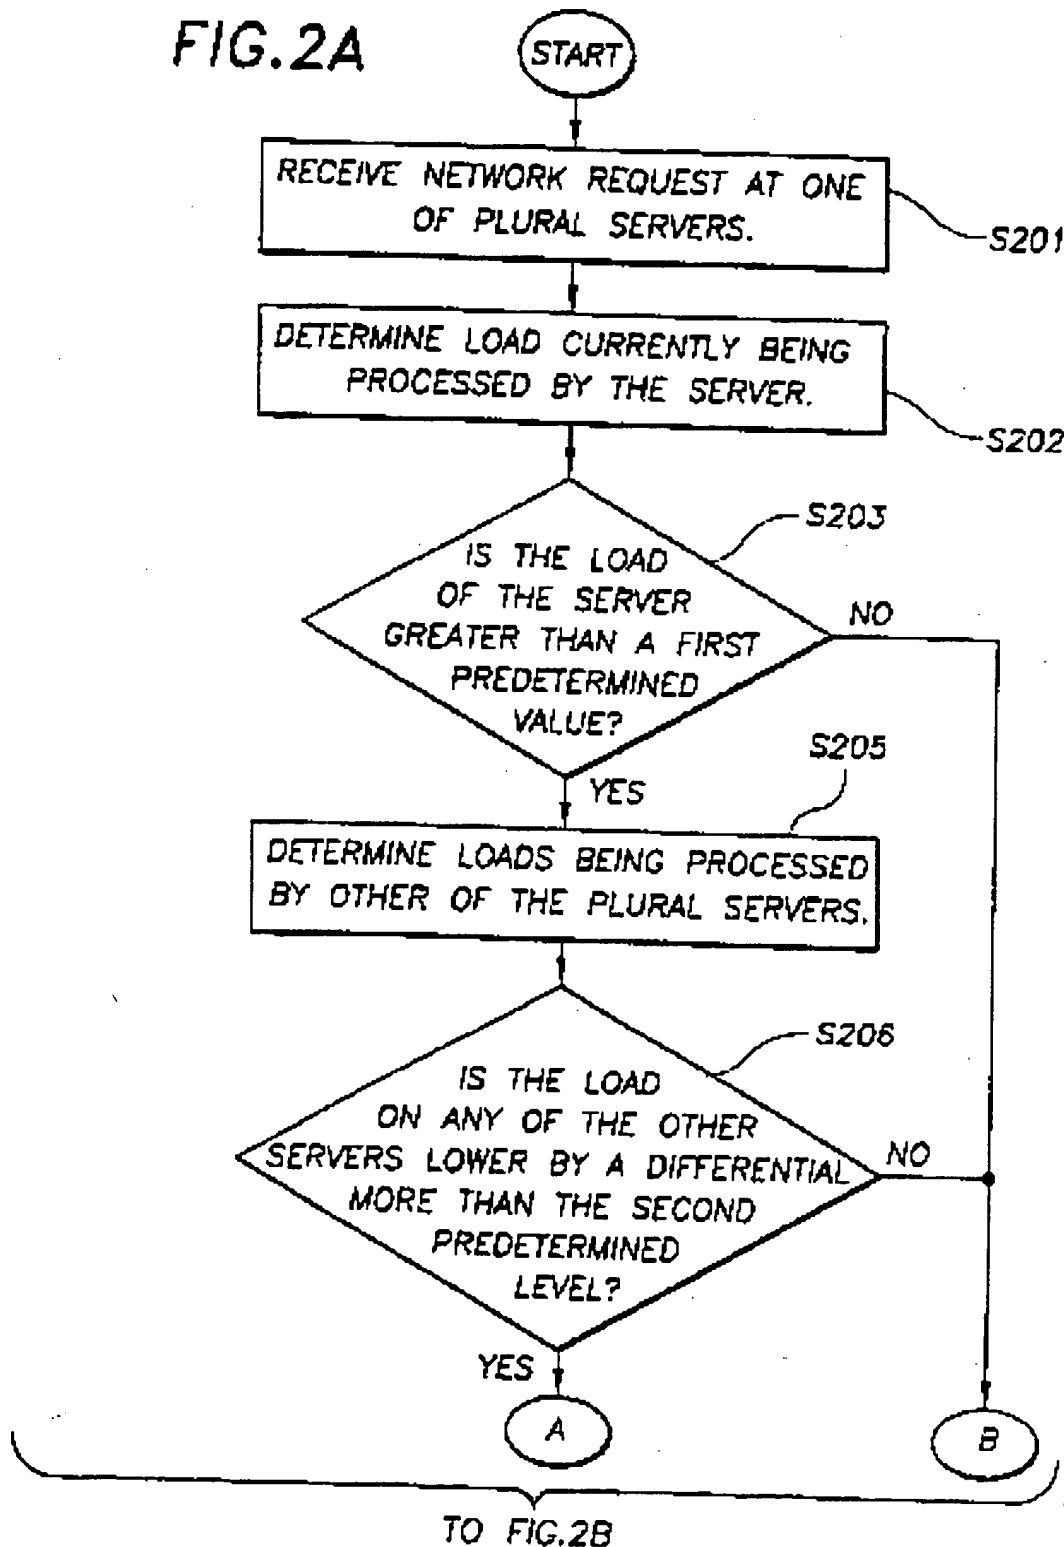 FIG.2A
START
RECEIVE NETWORK REQUEST AT ONE
OF PLURAL SERVERS.
S201
DETERMINE LOAD CURRENTLY BEING
PROCESSED BY THE SERVER.
S202
S203
IS THE LOAD
OF THE SERVER
GREATER THAN A FIRST
PREDETERMINED
VALUE?
NO
YES
S205
DETERMINE LOADS BEING PROCESSED
BY OTHER OF THE PLURAL SERVERS.
S206
IS THE LOAD
ON ANY OF THE OTHER
SERVERS LOWER BY A DIFFERENTIAL
MORE THAN THE SECOND
PREDETERMINED
LEVEL?
NO
YES
A
B
TO FIG.2B